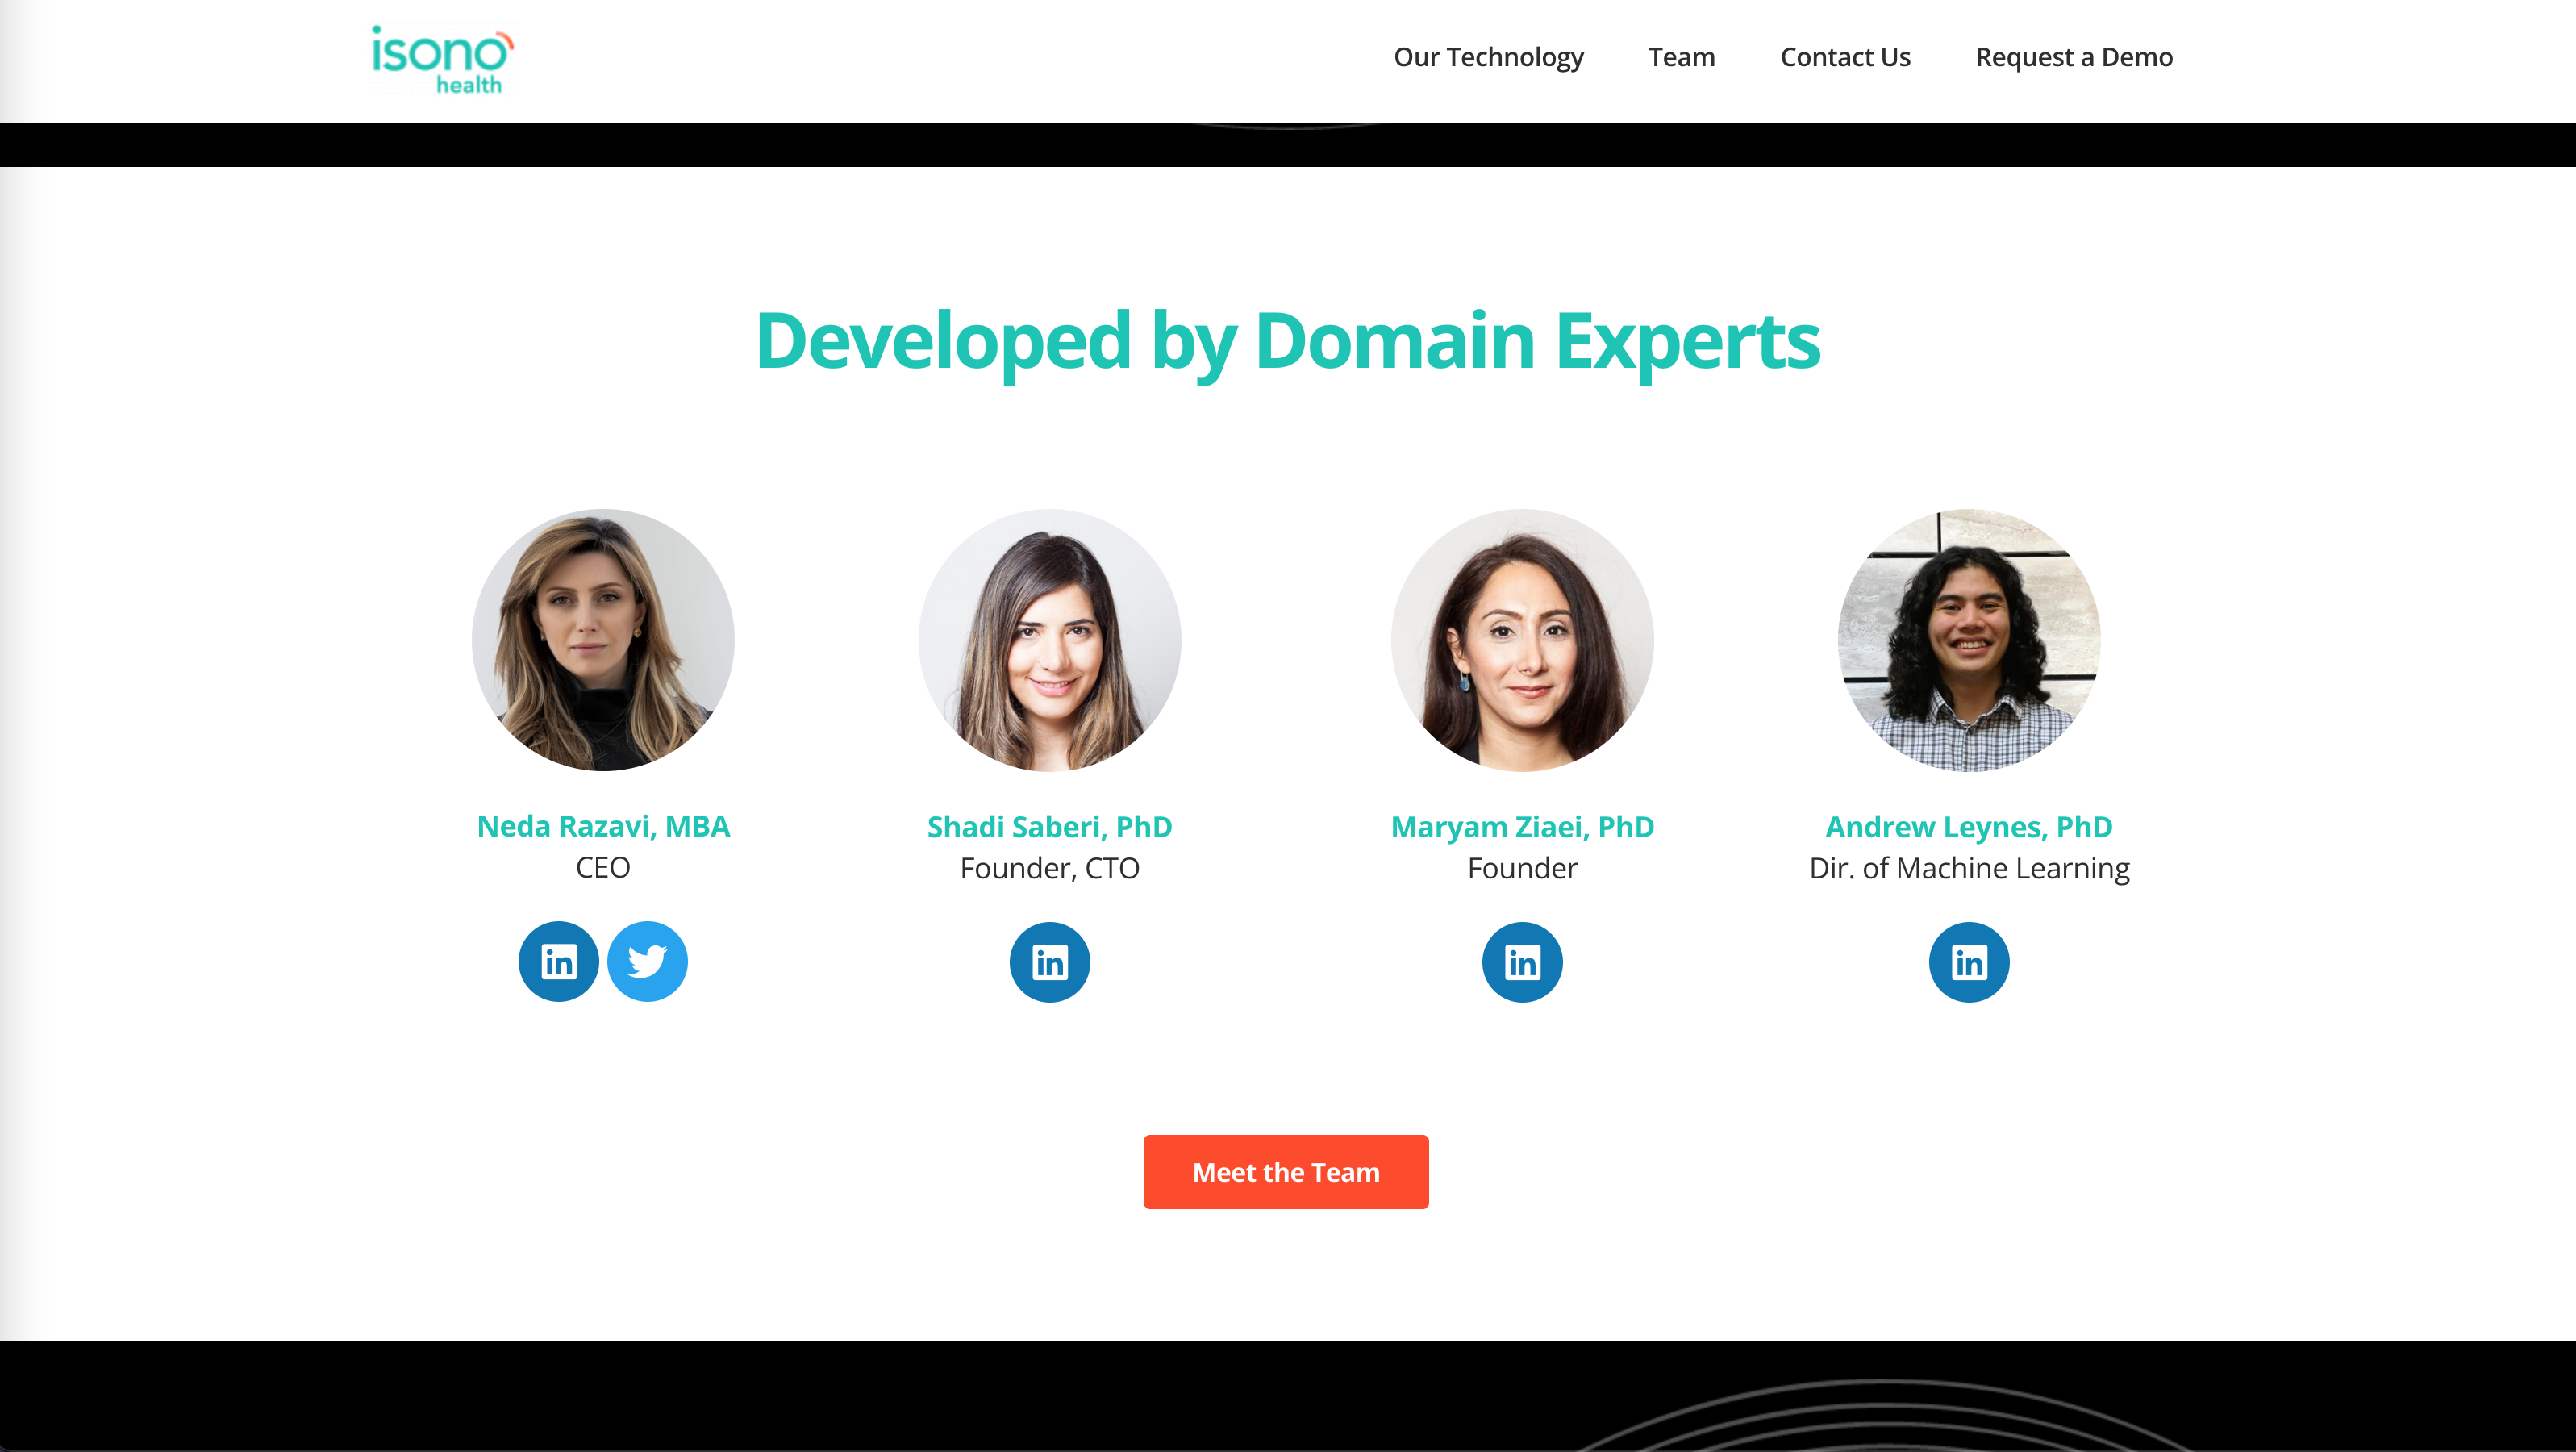 isono
health
Our Technology
Team
Contact Us
Request a Demo
Developed by Domain Experts
Neda Razavi, MBA
CEO
Shadi Saberi, PhD
Founder, CTO
Maryam Ziaei, PhD
Founder
Andrew Leynes, PhD
Dir. of Machine Learning
in
in
in
in
Meet the Team